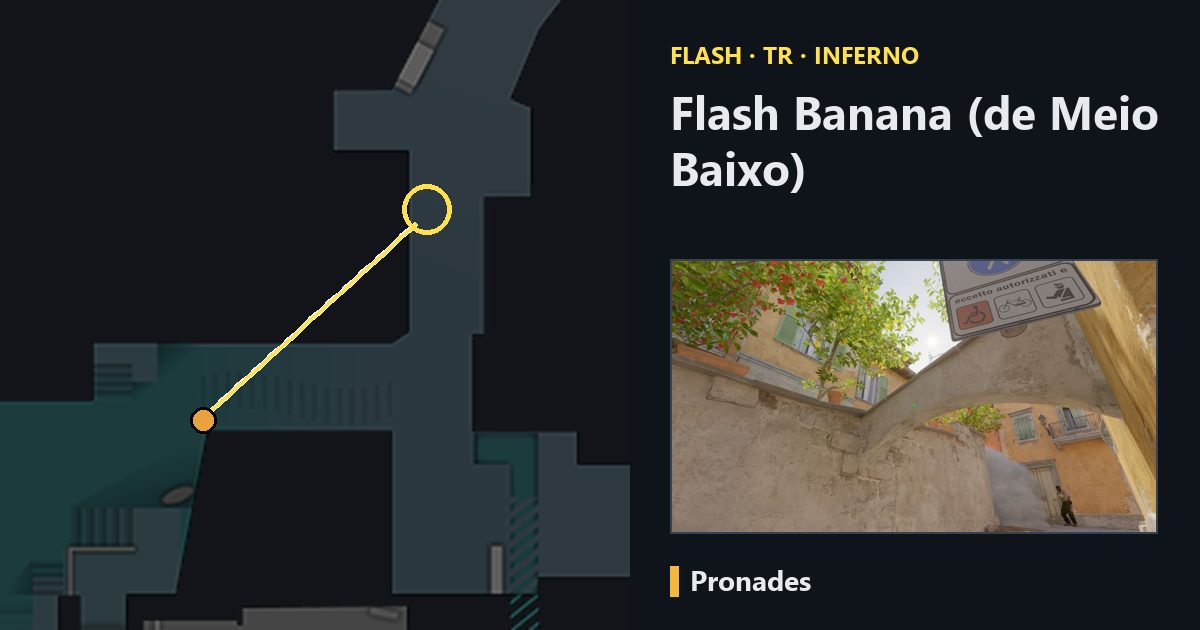 FLASH · TR · INFERNO
Flash Banana (de Meio
Baixo)
eccetto autorizzati e
Pronades